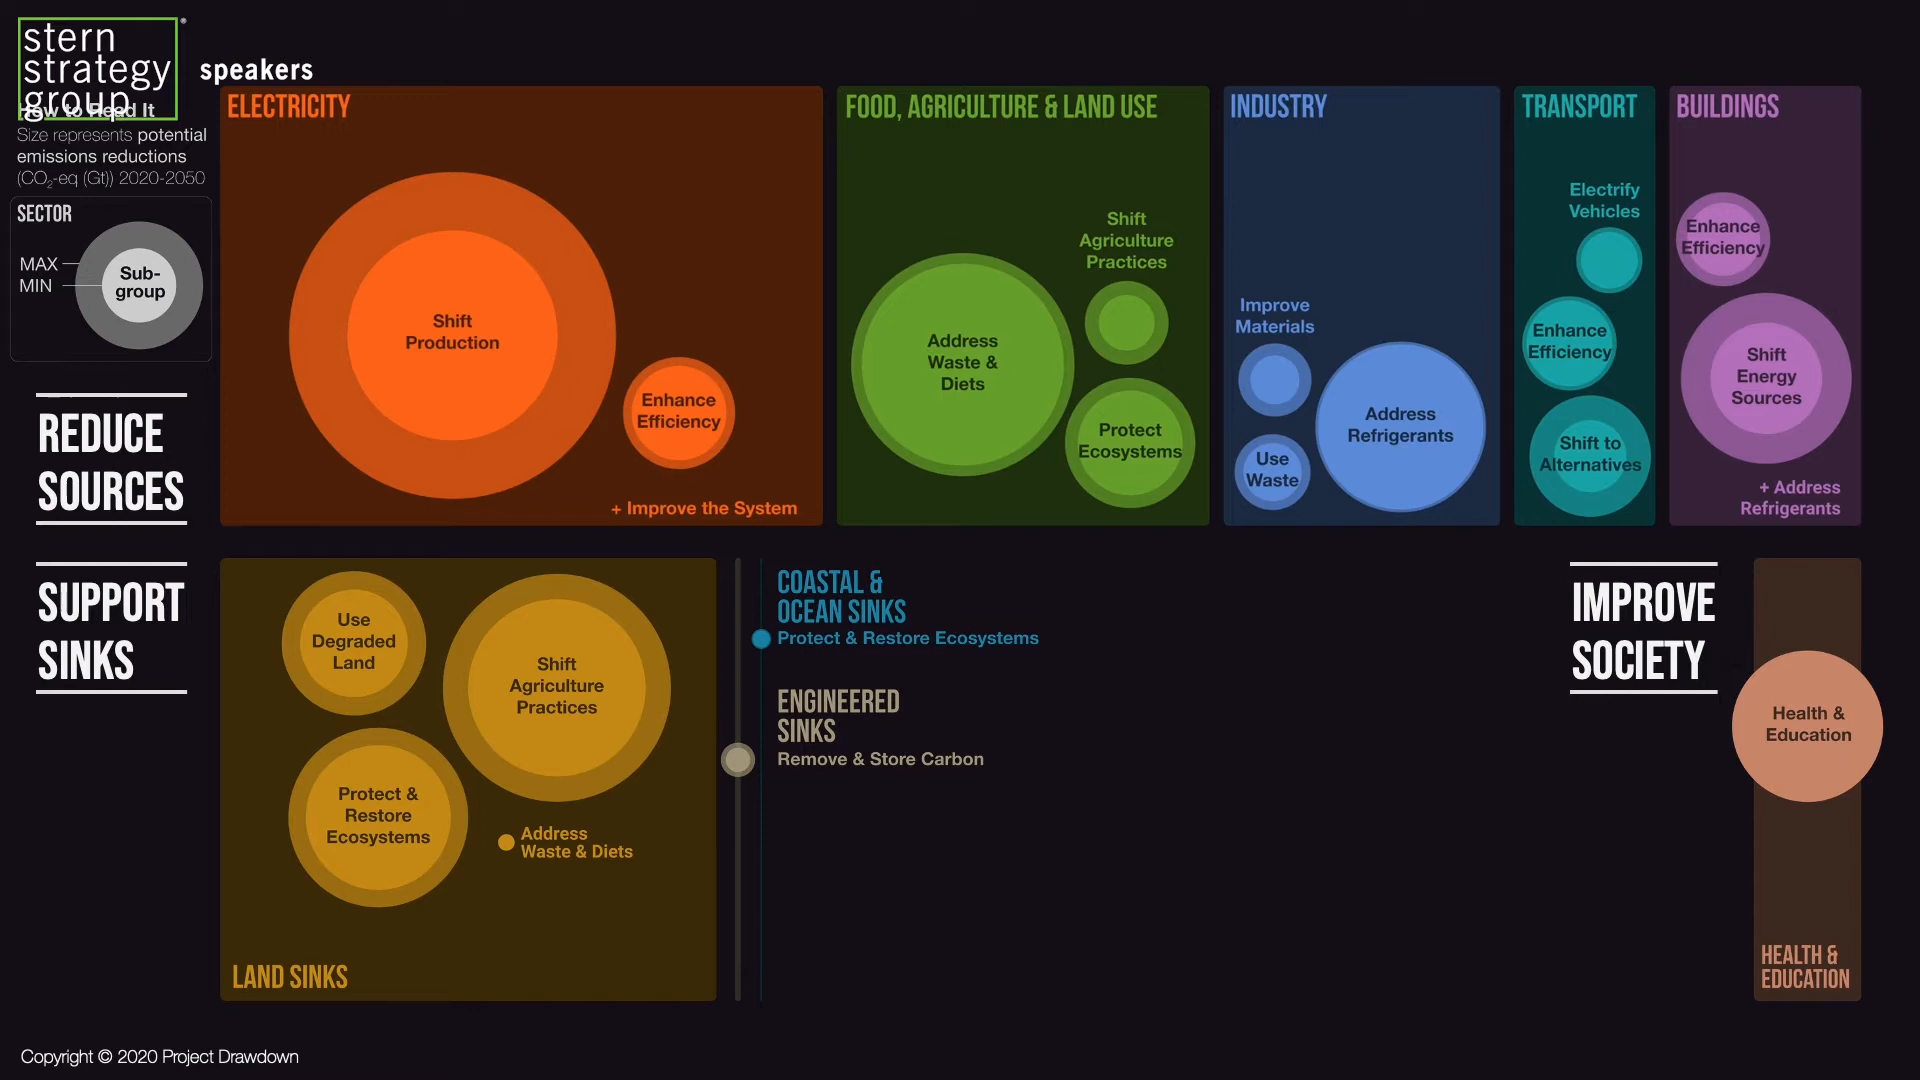 stern
strategy
group
®
speakers
How to Read It
Size represents potential
emissions reductions
(CO₂-eq (Gt)) 2020-2050
SECTOR
MAX
MIN
Sub-
group
REDUCE
SOURCES
ELECTRICITY
Shift
Production
Enhance
Efficiency
+ Improve the System
FOOD, AGRICULTURE & LAND USE
Address
Waste &
Diets
Shift
Agriculture
Practices
Protect
Ecosystems
INDUSTRY
Improve
Materials
Use
Waste
Address
Refrigerants
TRANSPORT
Electrify
Vehicles
Enhance
Efficiency
Shift to
Alternatives
BUILDINGS
Enhance
Efficiency
Shift
Energy
Sources
+ Address
Refrigerants
SUPPORT
SINKS
Use
Degraded
Land
Shift
Agriculture
Practices
Protect &
Restore
Ecosystems
Address
Waste & Diets
LAND SINKS
COASTAL &
OCEAN SINKS
Protect & Restore Ecosystems
ENGINEERED
SINKS
Remove & Store Carbon
IMPROVE
SOCIETY
Health &
Education
HEALTH &
EDUCATION
Copyright © 2020 Project Drawdown